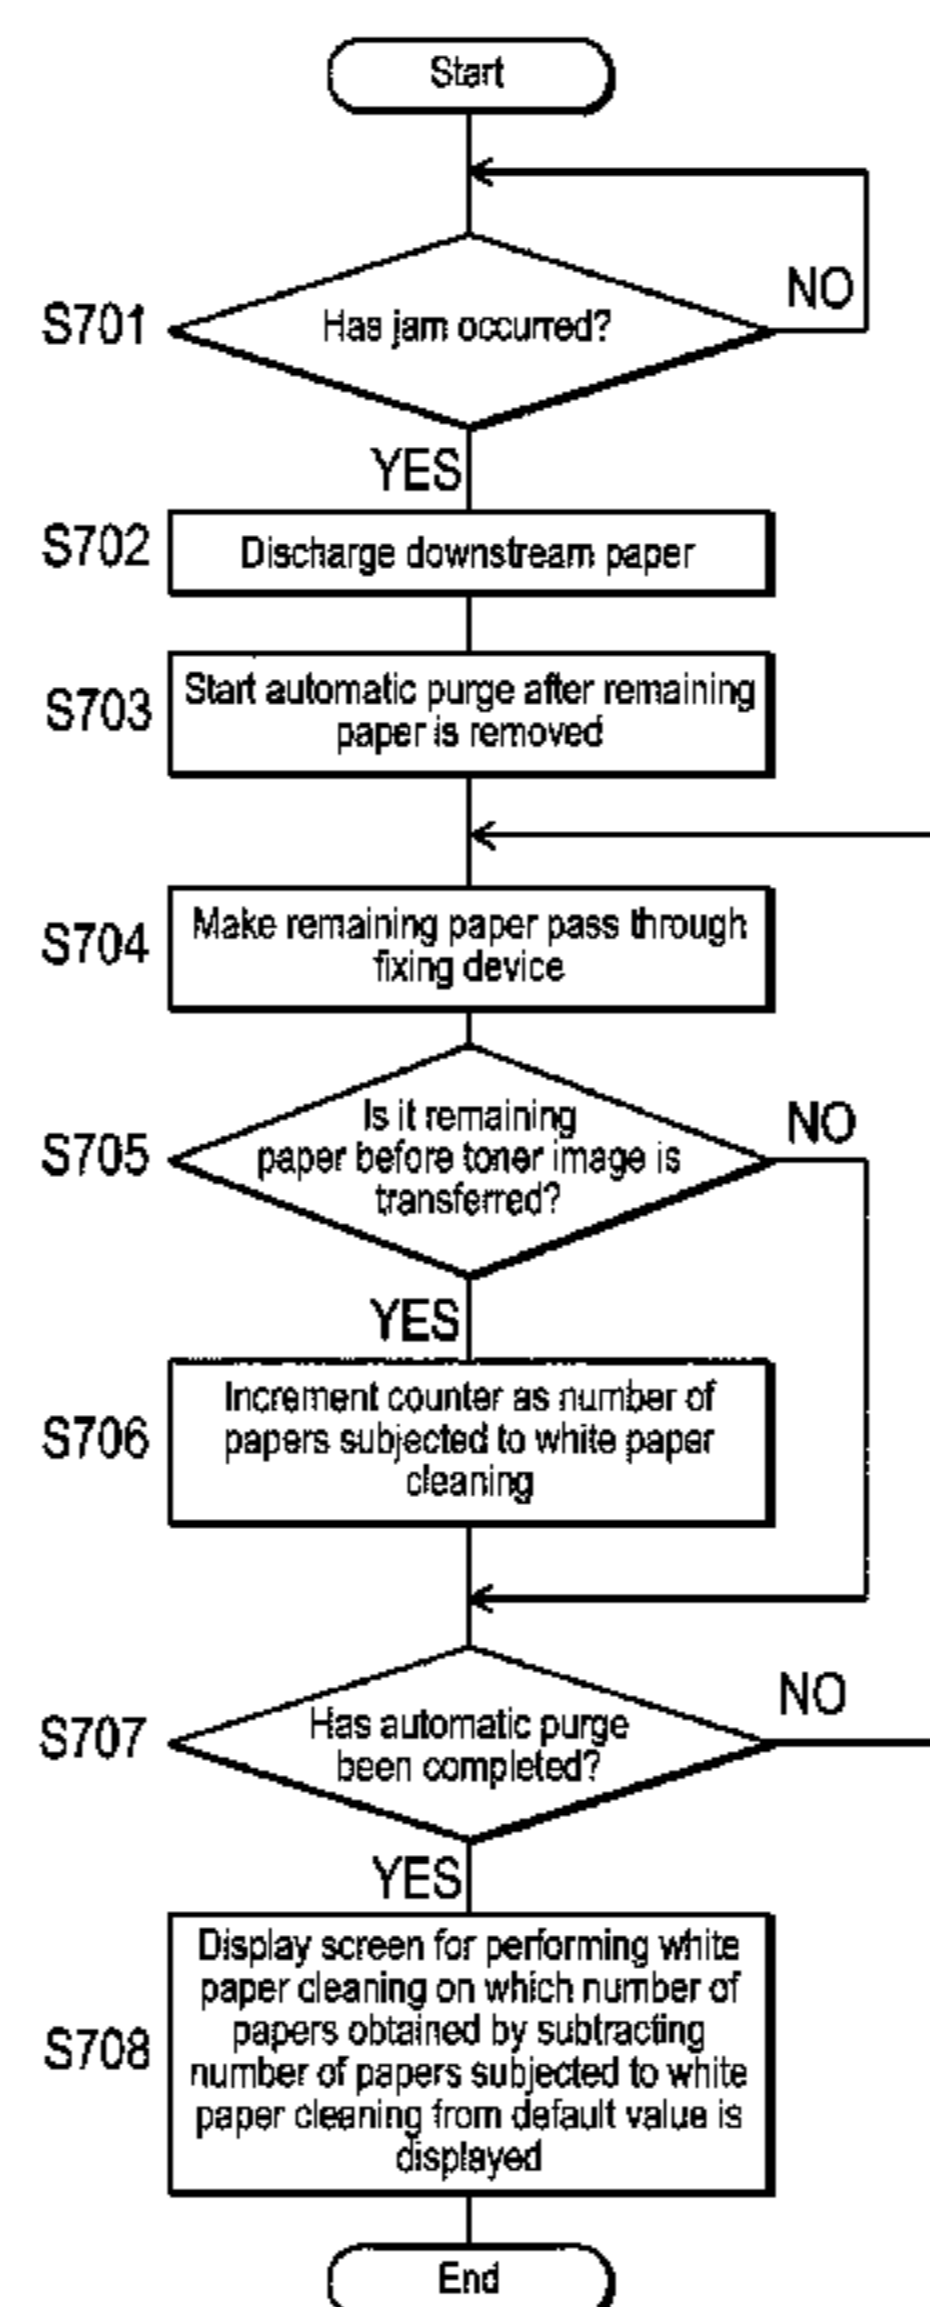 Start
NO
S701
Has jam occurred?
YES
S702
Discharge downstream paper
S703
Start automatic purge after remaining
paper is removed
S704
Make remaining paper pass through
fixing device
S705
Is it remaining
paper before toner image is
transferred?
NO
YES
S706
Increment counter as number of
papers subjected to white paper
cleaning
S707
Has automatic purge
been completed?
NO
YES
S708
Display screen for performing white
paper cleaning on which number of
papers obtained by subtracting
number of papers subjected to white
paper cleaning from default value is
displayed
End